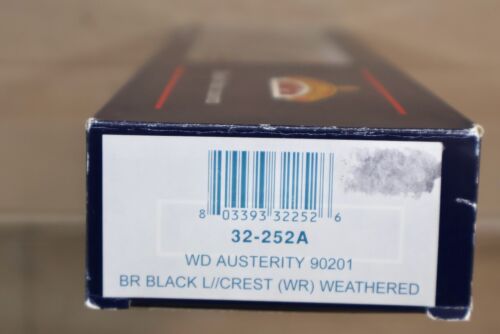 8 03393 32252 6
32-252A
WD AUSTERITY 90201
BR BLACK L//CREST (WR) WEATHERED